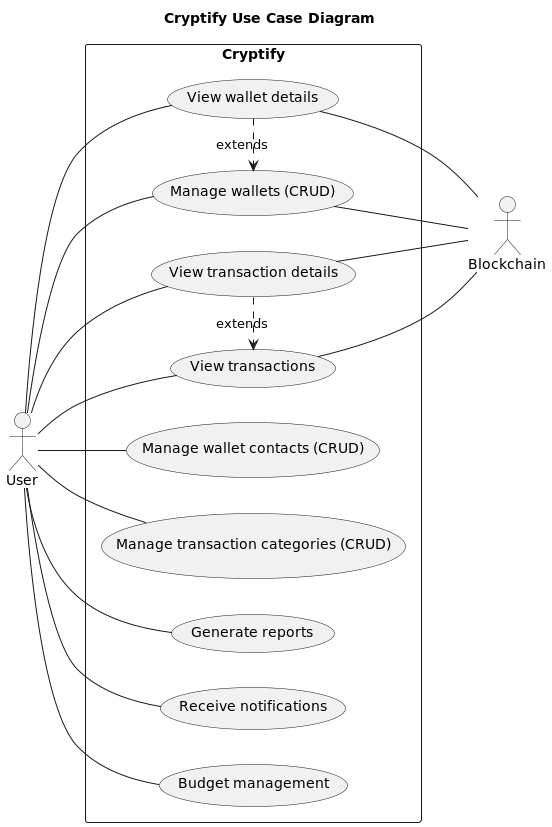 Cryptify Use Case Diagram
Cryptify
View wallet details
extends
Manage wallets (CRUD)
Blockchain
View transaction details
extends
View transactions
Manage wallet contacts (CRUD)
User
Manage transaction categories (CRUD)
Generate reports
Receive notifications
Budget management